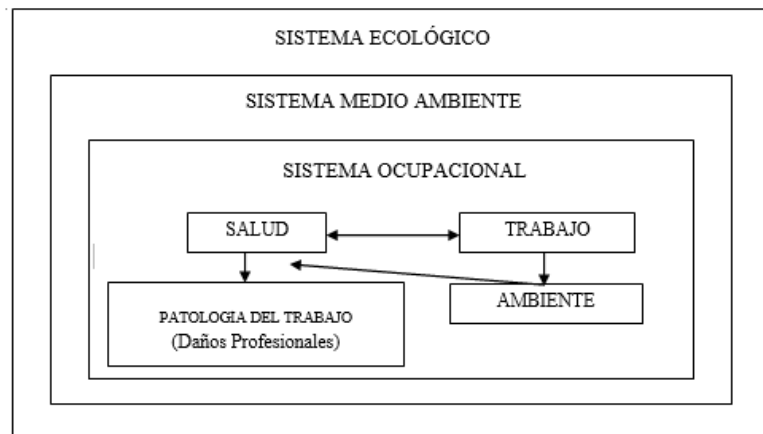 SISTEMA ECOLÓGICO
SISTEMA MEDIO AMBIENTE
SISTEMA OCUPACIONAL
SALUD
TRABAJO
PATOLOGIA DEL TRABAJO
(Daños Profesionales)
AMBIENTE